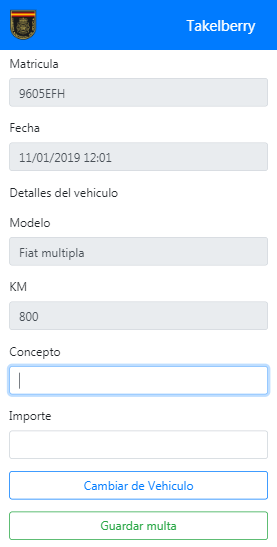 Takelberry
Matricula
9605EFH
Fecha
11/01/2019 12:01
Detalles del vehiculo
Modelo
Fiat multipla
KM
800
Concepto
Importe
Cambiar de Vehiculo
Guardar multa